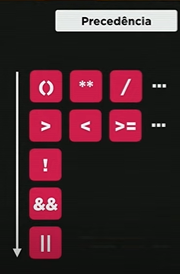 Precedência
() ** / ...
> < >= ...
!
&&
||